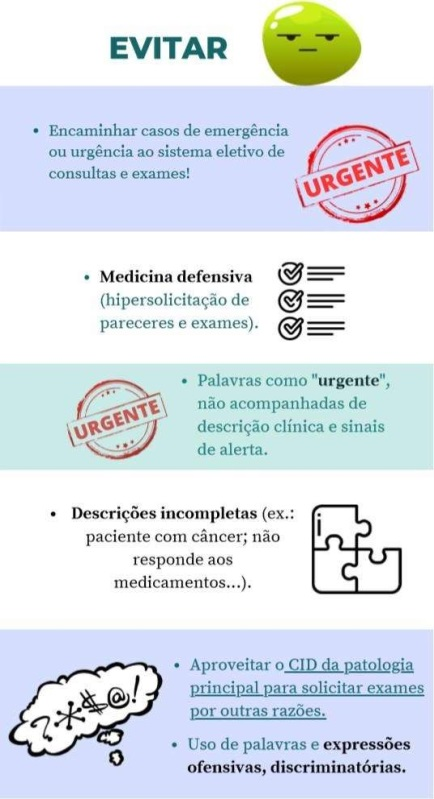 EVITAR
• Encaminhar casos de emergência
ou urgência ao sistema eletivo de
consultas e exames!
URGENTE
• Medicina defensiva
(hipersolicitação de
pareceres e exames).
URGENTE
• Palavras como "urgente",
não acompanhadas de
descrição clínica e sinais
de alerta.
• Descrições incompletas (ex.:
paciente com câncer; não
responde aos
medicamentos...).
?*$@!
• Aproveitar o CID da patologia
principal para solicitar exames
por outras razões.
• Uso de palavras e expressões
ofensivas, discriminatórias.